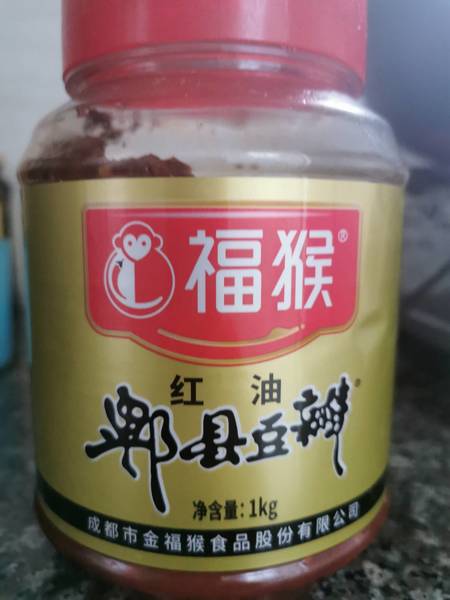 福猴®
红油
郫县豆瓣®
净含量:1kg
成都市金福猴食品股份有限公司